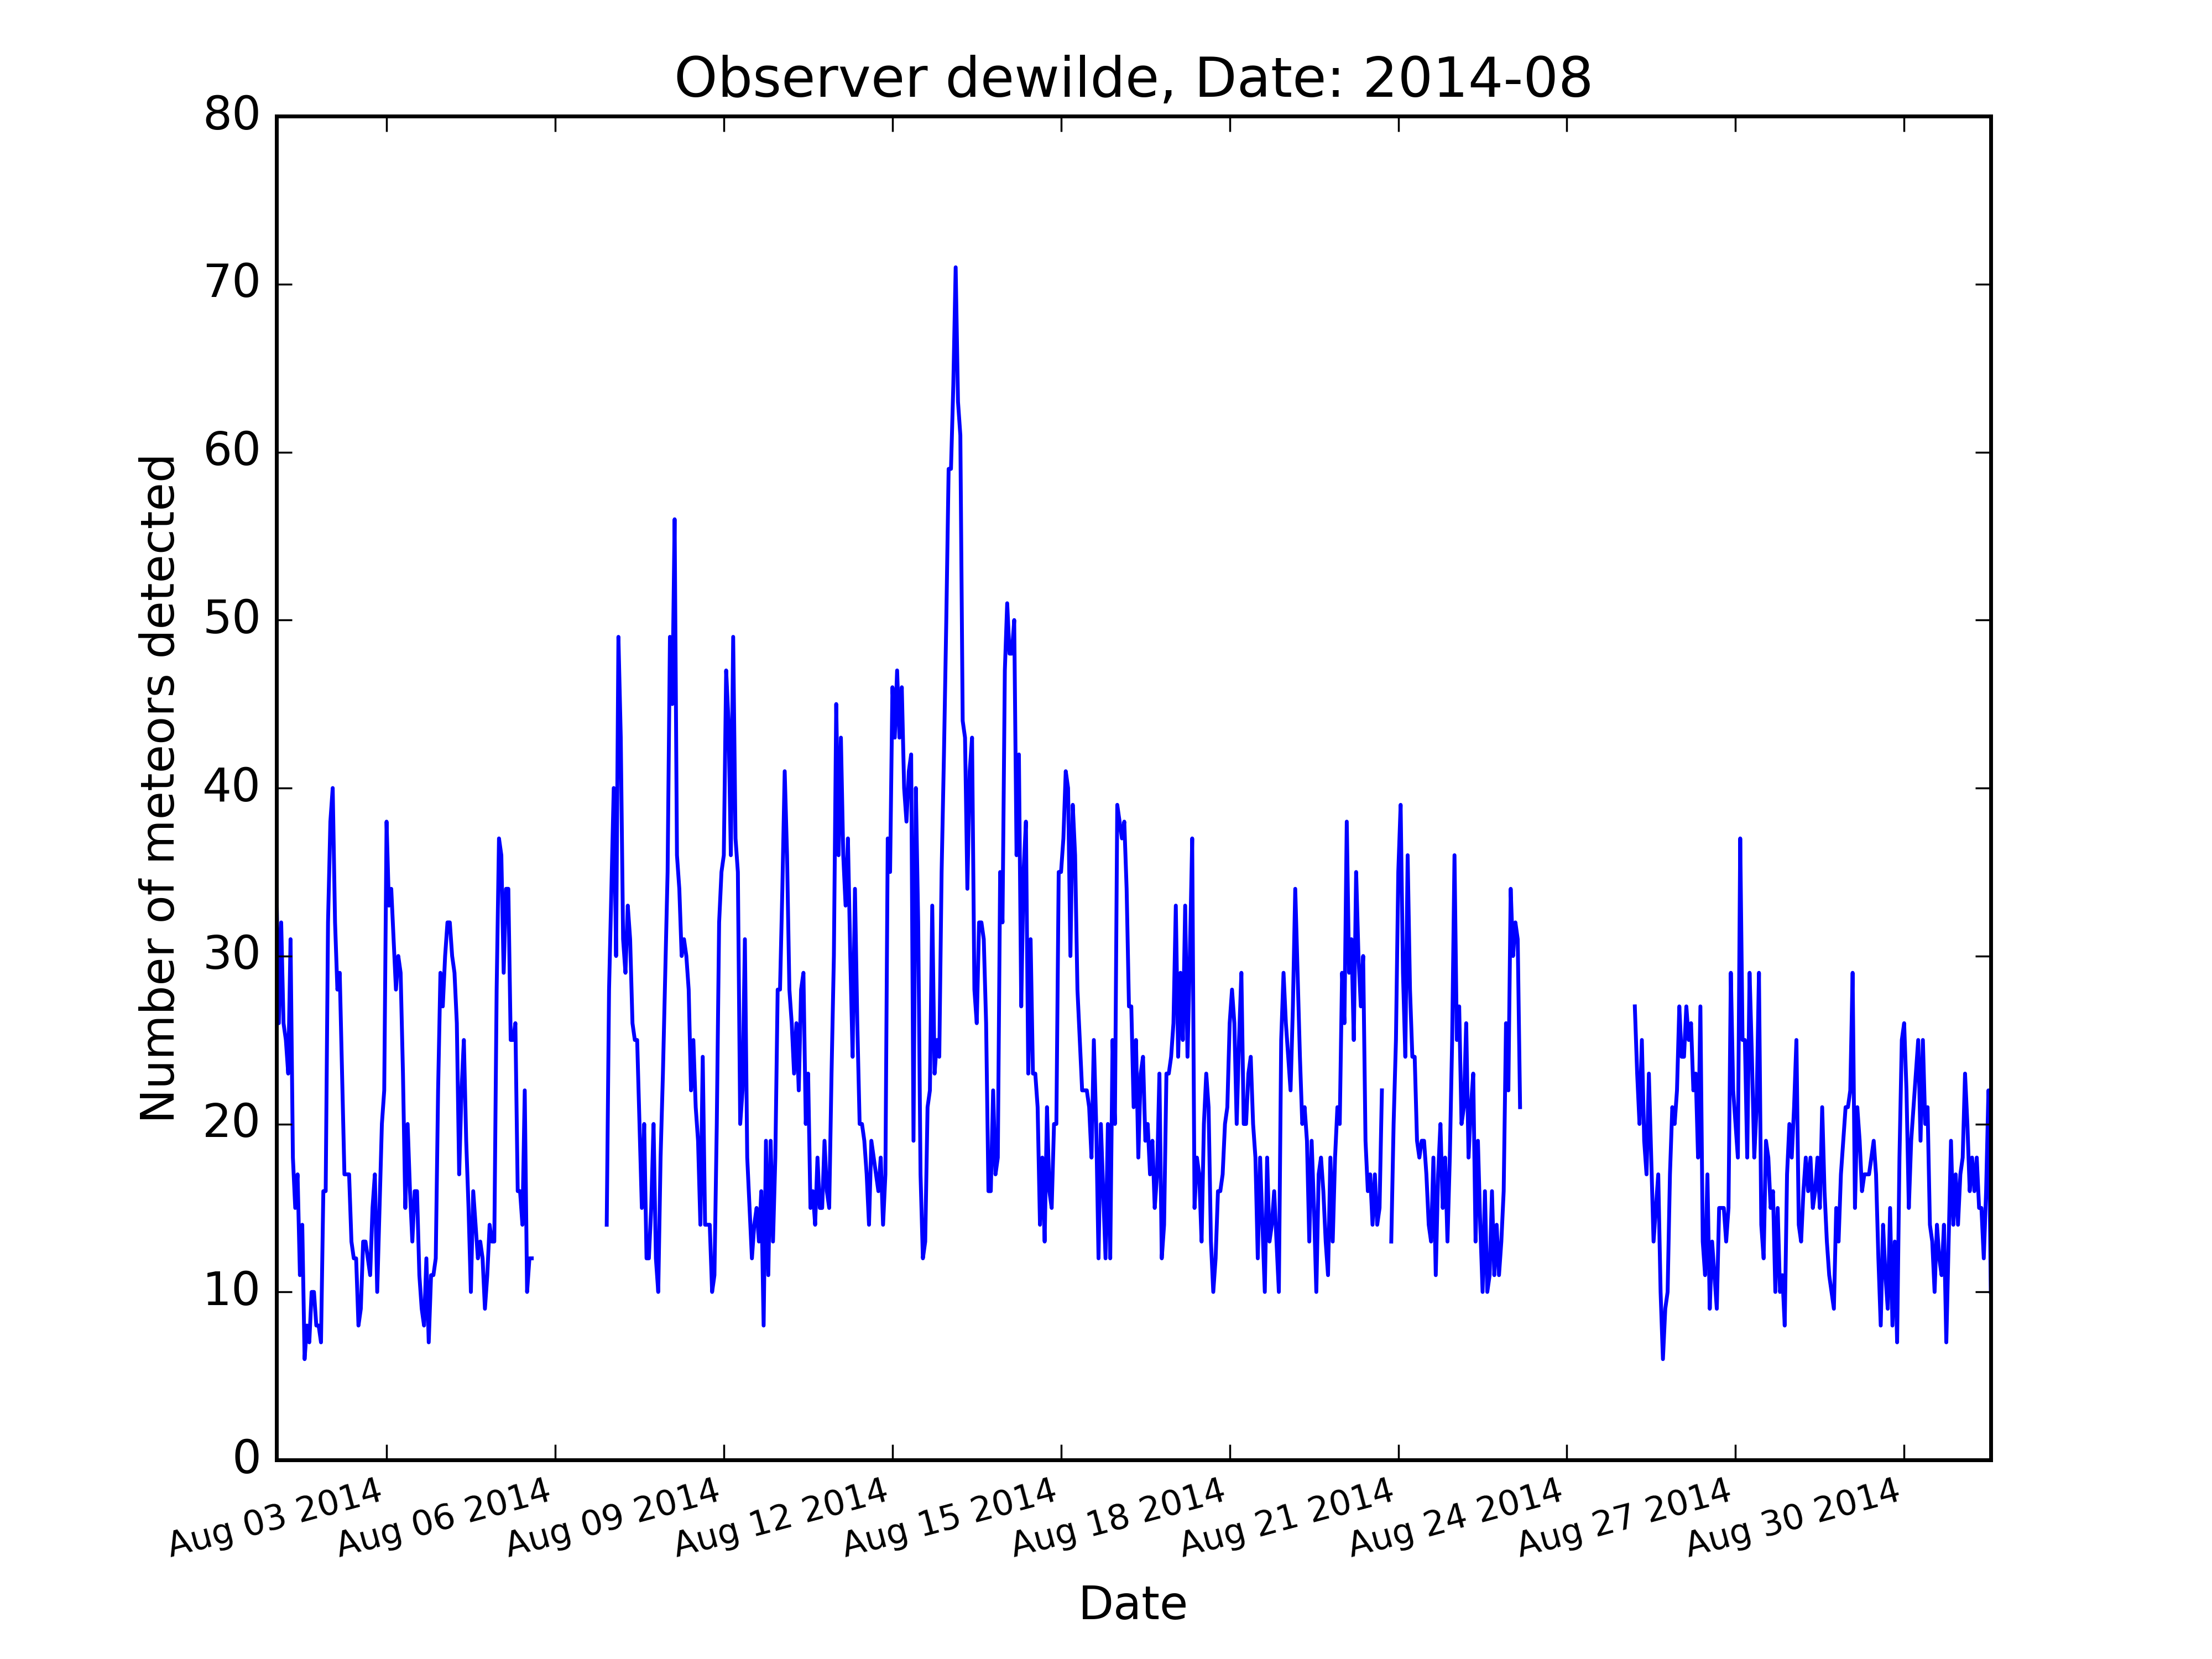 Observer dewilde, Date: 2014-08
80
70
60
50
40
30
20
10
0
Number of meteors detected
Aug 03 2014
Aug 06 2014
Aug 09 2014
Aug 12 2014
Aug 15 2014
Aug 18 2014
Aug 21 2014
Aug 24 2014
Aug 27 2014
Aug 30 2014
Date